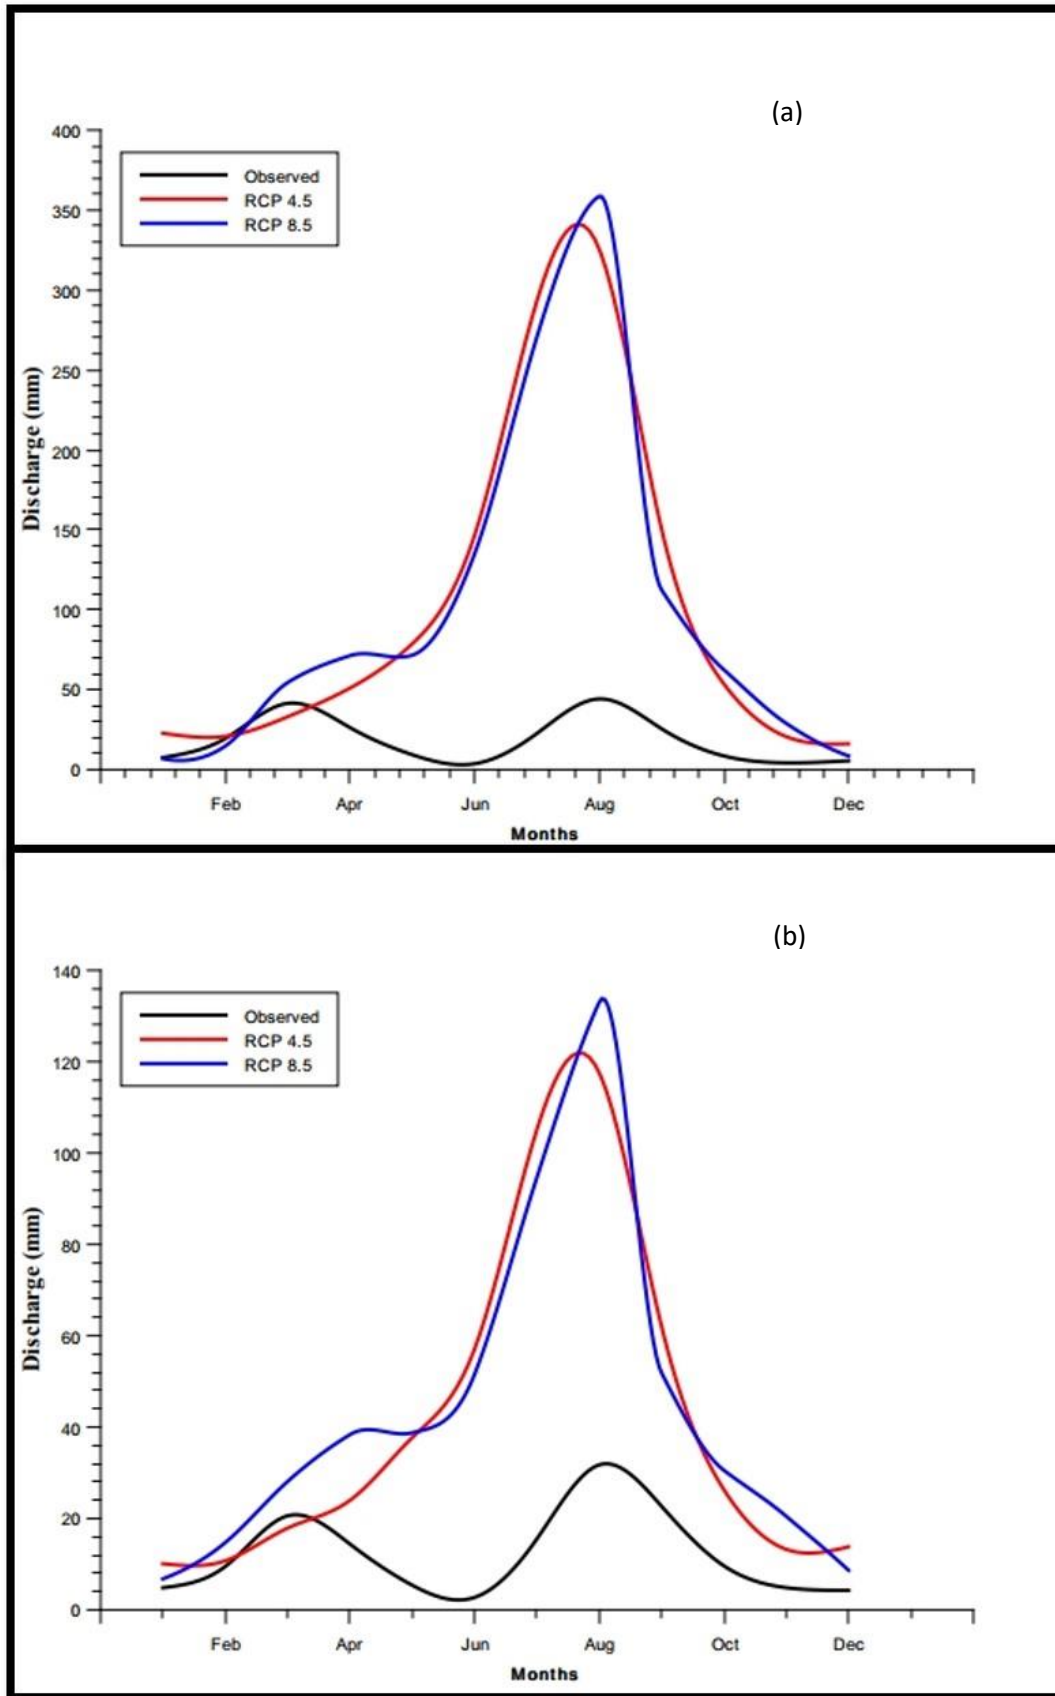 (a)
400
350
300
250
200
150
100
50
0
Discharge (mm)
Observed
RCP 4.5
RCP 8.5
Feb Apr Jun Aug Oct Dec
Months
(b)
140
120
100
80
60
40
20
0
Discharge (mm)
Observed
RCP 4.5
RCP 8.5
Feb Apr Jun Aug Oct Dec
Months